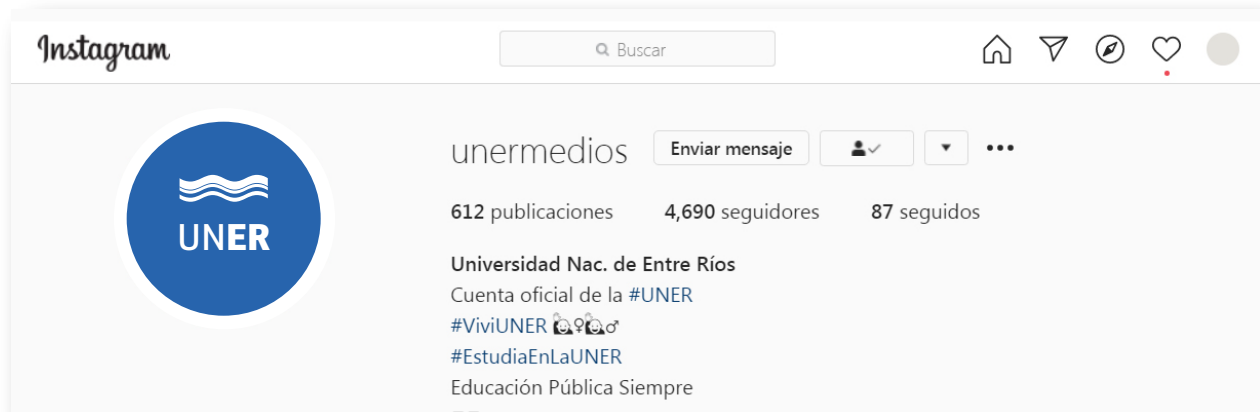 Instagram
Buscar
UNER
unermedios Enviar mensaje
612 publicaciones 4,690 seguidores 87 seguidos
Universidad Nac. de Entre Ríos
Cuenta oficial de la #UNER
#ViviUNER 🙋♀🙋♂
#EstudiaEnLaUNER
Educación Pública Siempre